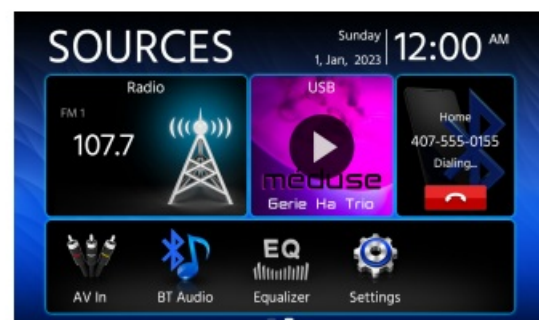 SOURCES
Sunday
1, Jan, 2023
12:00 AM
Radio
FM 1
107.7
USB
méduse
Gerie Ha Trio
Home
407-555-0155
Dialing...
AV In
BT Audio
EQ
Equalizer
Settings